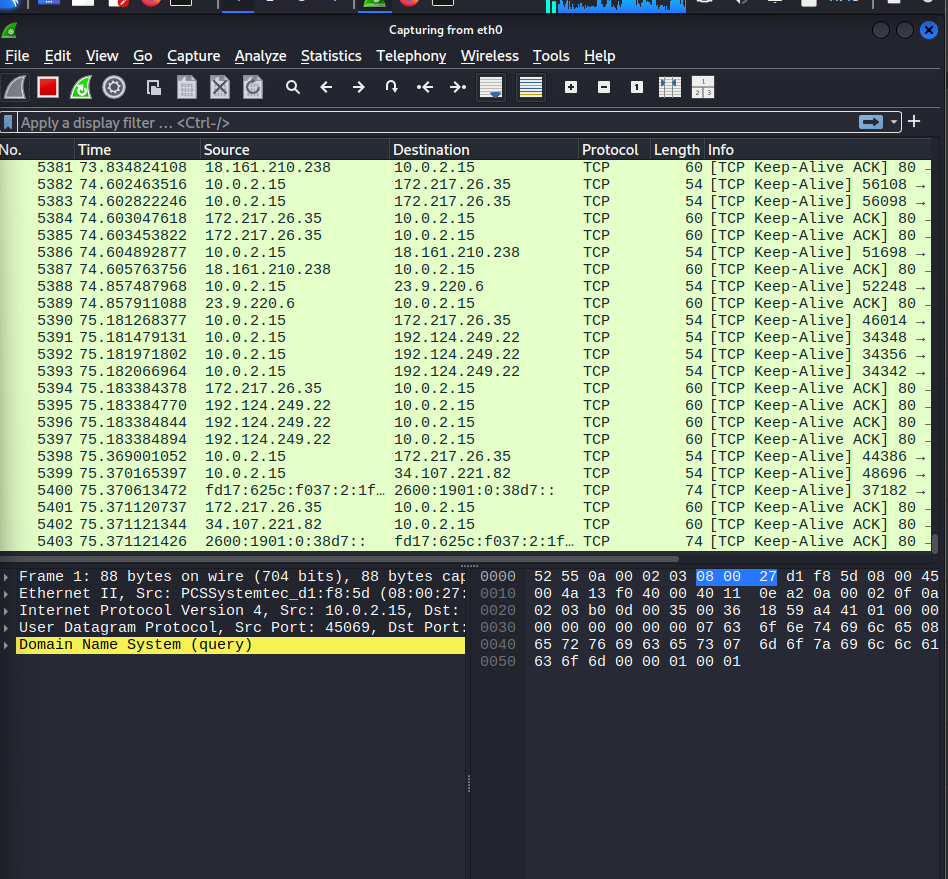 Capturing from eth0
File Edit View Go Capture Analyze Statistics Telephony Wireless Tools Help
Apply a display filter ... <Ctrl-/>
No. Time Source Destination Protocol Length Info
5381 73.834824108 18.161.210.238 10.0.2.15 TCP 60 [TCP Keep-Alive ACK] 80 →
5382 74.602463516 10.0.2.15 172.217.26.35 TCP 54 [TCP Keep-Alive] 56108 →
5383 74.602822246 10.0.2.15 172.217.26.35 TCP 54 [TCP Keep-Alive] 56098 →
5384 74.603047618 172.217.26.35 10.0.2.15 TCP 60 [TCP Keep-Alive ACK] 80 →
5385 74.603453822 172.217.26.35 10.0.2.15 TCP 60 [TCP Keep-Alive ACK] 80 →
5386 74.604892877 10.0.2.15 18.161.210.238 TCP 54 [TCP Keep-Alive] 51698 →
5387 74.605763756 18.161.210.238 10.0.2.15 TCP 60 [TCP Keep-Alive ACK] 80 →
5388 74.857487968 10.0.2.15 23.9.220.6 TCP 54 [TCP Keep-Alive] 52248 →
5389 74.857911088 23.9.220.6 10.0.2.15 TCP 60 [TCP Keep-Alive ACK] 80 →
5390 75.181268377 10.0.2.15 172.217.26.35 TCP 54 [TCP Keep-Alive] 46014 →
5391 75.181479131 10.0.2.15 192.124.249.22 TCP 54 [TCP Keep-Alive] 34348 →
5392 75.181971802 10.0.2.15 192.124.249.22 TCP 54 [TCP Keep-Alive] 34356 →
5393 75.182066964 10.0.2.15 192.124.249.22 TCP 54 [TCP Keep-Alive] 34342 →
5394 75.183384378 172.217.26.35 10.0.2.15 TCP 60 [TCP Keep-Alive ACK] 80 →
5395 75.183384770 192.124.249.22 10.0.2.15 TCP 60 [TCP Keep-Alive ACK] 80 →
5396 75.183384844 192.124.249.22 10.0.2.15 TCP 60 [TCP Keep-Alive ACK] 80 →
5397 75.183384894 192.124.249.22 10.0.2.15 TCP 60 [TCP Keep-Alive ACK] 80 →
5398 75.369001052 10.0.2.15 172.217.26.35 TCP 54 [TCP Keep-Alive] 44386 →
5399 75.370165397 10.0.2.15 34.107.221.82 TCP 54 [TCP Keep-Alive] 48696 →
5400 75.370613472 fd17:625c:f037:2:1f... 2600:1901:0:38d7:: TCP 74 [TCP Keep-Alive] 37182 →
5401 75.371120737 172.217.26.35 10.0.2.15 TCP 60 [TCP Keep-Alive ACK] 80 →
5402 75.371121344 34.107.221.82 10.0.2.15 TCP 60 [TCP Keep-Alive ACK] 80 →
5403 75.371121426 2600:1901:0:38d7:: fd17:625c:f037:2:1f... TCP 74 [TCP Keep-Alive ACK] 80 →
Frame 1: 88 bytes on wire (704 bits), 88 bytes cap
Ethernet II, Src: PCSSystemtec_d1:f8:5d (08:00:27:
Internet Protocol Version 4, Src: 10.0.2.15, Dst:
User Datagram Protocol, Src Port: 45069, Dst Port:
Domain Name System (query)
0000 52 55 0a 00 02 03 08 00 27 d1 f8 5d 08 00 45
0010 00 4a 13 f0 40 00 40 11 0e a2 0a 00 02 0f 0a
0020 02 03 b0 0d 00 35 00 36 18 59 a4 41 01 00 00
0030 00 00 00 00 00 00 07 63 6f 6e 74 69 6c 65 08
0040 65 72 76 69 63 65 73 07 6d 6f 7a 69 6c 6c 61
0050 63 6f 6d 00 00 01 00 01